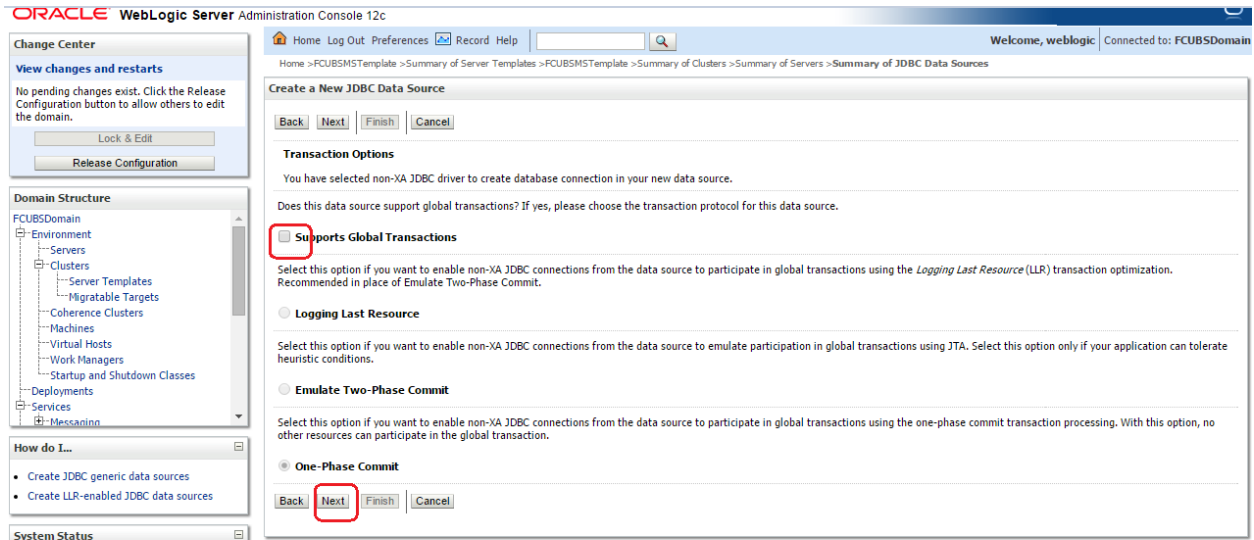 ORACLE WebLogic Server Administration Console 12c
Change Center
View changes and restarts
No pending changes exist. Click the Release
Configuration button to allow others to edit
the domain.
Lock & Edit
Release Configuration
Domain Structure
FCUBSDomain
Environment
Servers
Clusters
Server Templates
Migratable Targets
Coherence Clusters
Machines
Virtual Hosts
Work Managers
Startup and Shutdown Classes
Deployments
Services
Messaging
How do I...
Create JDBC generic data sources
Create LLR-enabled JDBC data sources
System Status
Home Log Out Preferences Record Help
Welcome, weblogic Connected to: FCUBSDomain
Home >FCUBSMSTemplate >Summary of Server Templates >FCUBSMSTemplate >Summary of Clusters >Summary of Servers >Summary of JDBC Data Sources
Create a New JDBC Data Source
Back Next Finish Cancel
Transaction Options
You have selected non-XA JDBC driver to create database connection in your new data source.
Does this data source support global transactions? If yes, please choose the transaction protocol for this data source.
Supports Global Transactions
Select this option if you want to enable non-XA JDBC connections from the data source to participate in global transactions using the Logging Last Resource (LLR) transaction optimization.
Recommended in place of Emulate Two-Phase Commit.
Logging Last Resource
Select this option if you want to enable non-XA JDBC connections from the data source to emulate participation in global transactions using JTA. Select this option only if your application can tolerate
heuristic conditions.
Emulate Two-Phase Commit
Select this option if you want to enable non-XA JDBC connections from the data source to participate in global transactions using the one-phase commit transaction processing. With this option, no
other resources can participate in the global transaction.
One-Phase Commit
Back Next Finish Cancel